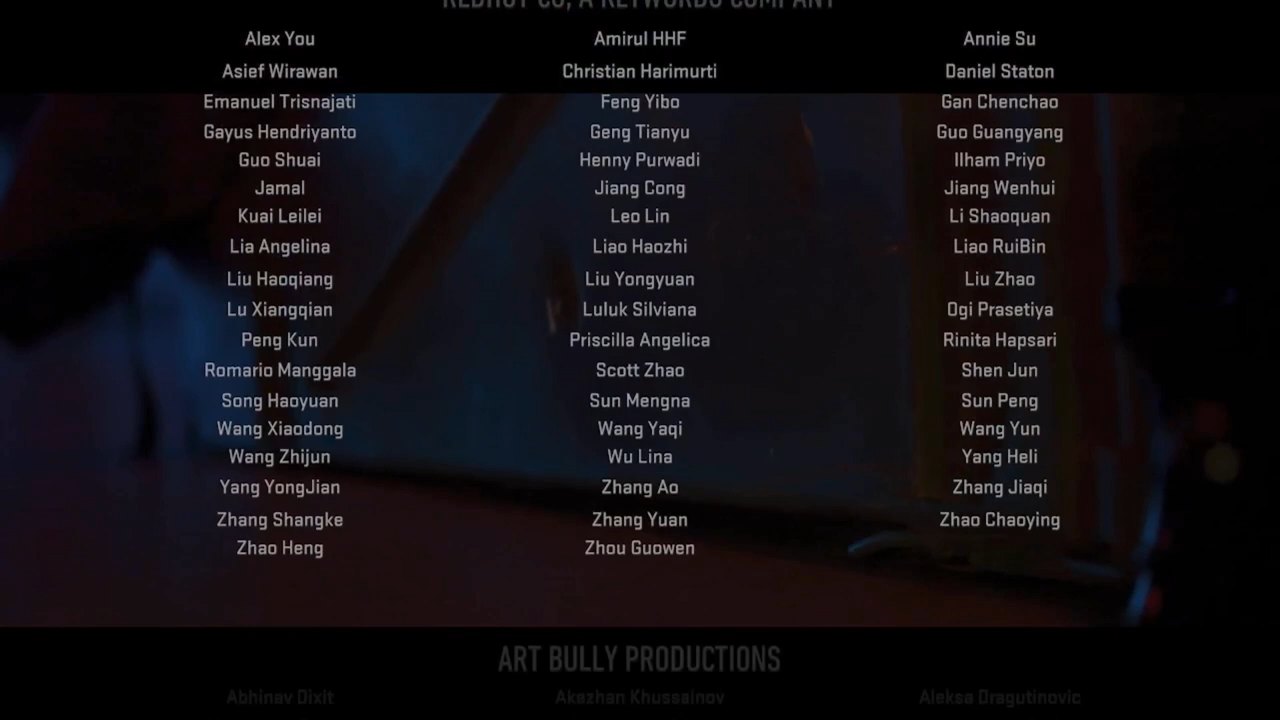 REDHOT CG, A KEYWORDS COMPANY
Alex You Amirul HHF Annie Su
Asief Wirawan Christian Harimurti Daniel Staton
Emanuel Trisnajati Feng Yibo Gan Chenchao
Gayus Hendriyanto Geng Tianyu Guo Guangyang
Guo Shuai Henny Purwadi Ilham Priyo
Jamal Jiang Cong Jiang Wenhui
Kuai Leilei Leo Lin Li Shaoquan
Lia Angelina Liao Haozhi Liao RuiBin
Liu Haoqiang Liu Yongyuan Liu Zhao
Lu Xiangqian Luluk Silviana Ogi Prasetiya
Peng Kun Priscilla Angelica Rinita Hapsari
Romario Manggala Scott Zhao Shen Jun
Song Haoyuan Sun Mengna Sun Peng
Wang Xiaodong Wang Yaqi Wang Yun
Wang Zhijun Wu Lina Yang Heli
Yang YongJian Zhang Ao Zhang Jiaqi
Zhang Shangke Zhang Yuan Zhao Chaoying
Zhao Heng Zhou Guowen
ART BULLY PRODUCTIONS
Abhinav Dixit Akazhan Khussainov Aleksa Dragutinovic